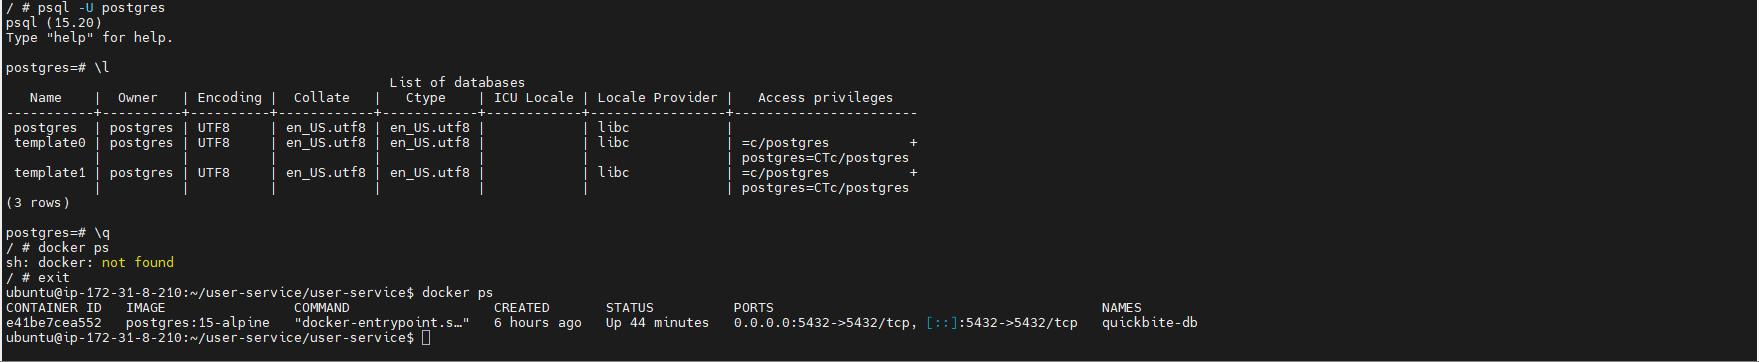 / # psql -U postgres
psql (15.20)
Type "help" for help.

postgres=# \l
                                                List of databases
   Name    |  Owner   | Encoding |  Collate   |   Ctype    | ICU Locale | Locale Provider |   Access privileges
-----------+----------+----------+------------+------------+------------+-----------------+-----------------------
 postgres  | postgres | UTF8     | en_US.utf8 | en_US.utf8 |            | libc            |
 template0 | postgres | UTF8     | en_US.utf8 | en_US.utf8 |            | libc            | =c/postgres          +
           |          |          |            |            |            |                 | postgres=CTc/postgres
 template1 | postgres | UTF8     | en_US.utf8 | en_US.utf8 |            | libc            | =c/postgres          +
           |          |          |            |            |            |                 | postgres=CTc/postgres
(3 rows)

postgres=# \q
/ # docker ps
sh: docker: not found
/ # exit
ubuntu@ip-172-31-8-210:~/user-service/user-service$ docker ps
CONTAINER ID   IMAGE                COMMAND                  CREATED       STATUS          PORTS                                         NAMES
e41be7cea552   postgres:15-alpine   "docker-entrypoint.s…"   6 hours ago   Up 44 minutes   0.0.0.0:5432->5432/tcp, [::]:5432->5432/tcp   quickbite-db
ubuntu@ip-172-31-8-210:~/user-service/user-service$